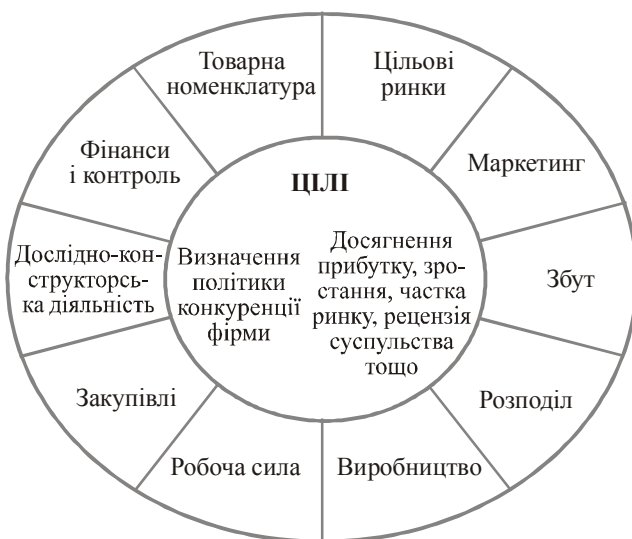 Товарна
номенклатура
Цільові
ринки
Маркетинг
Збут
Розподіл
Виробництво
Робоча сила
Закупівлі
Дослідно-кон-
структорсь-
ка діяльність
Фінанси
і контроль
ЦІЛІ
Визначення
політики
конкуренції
фірми
Досягнення
прибутку, зро-
стання, частка
ринку, рецензія
суспульства
тощо